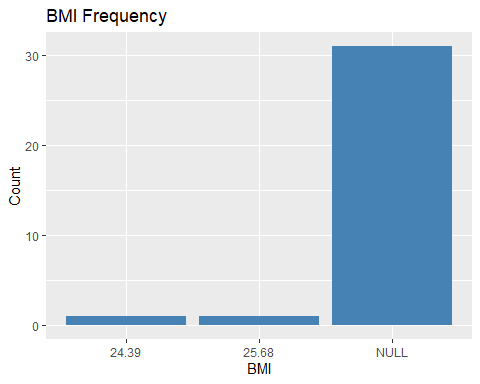 BMI Frequency
Count
30
20
10
0
24.39 25.68 NULL
BMI